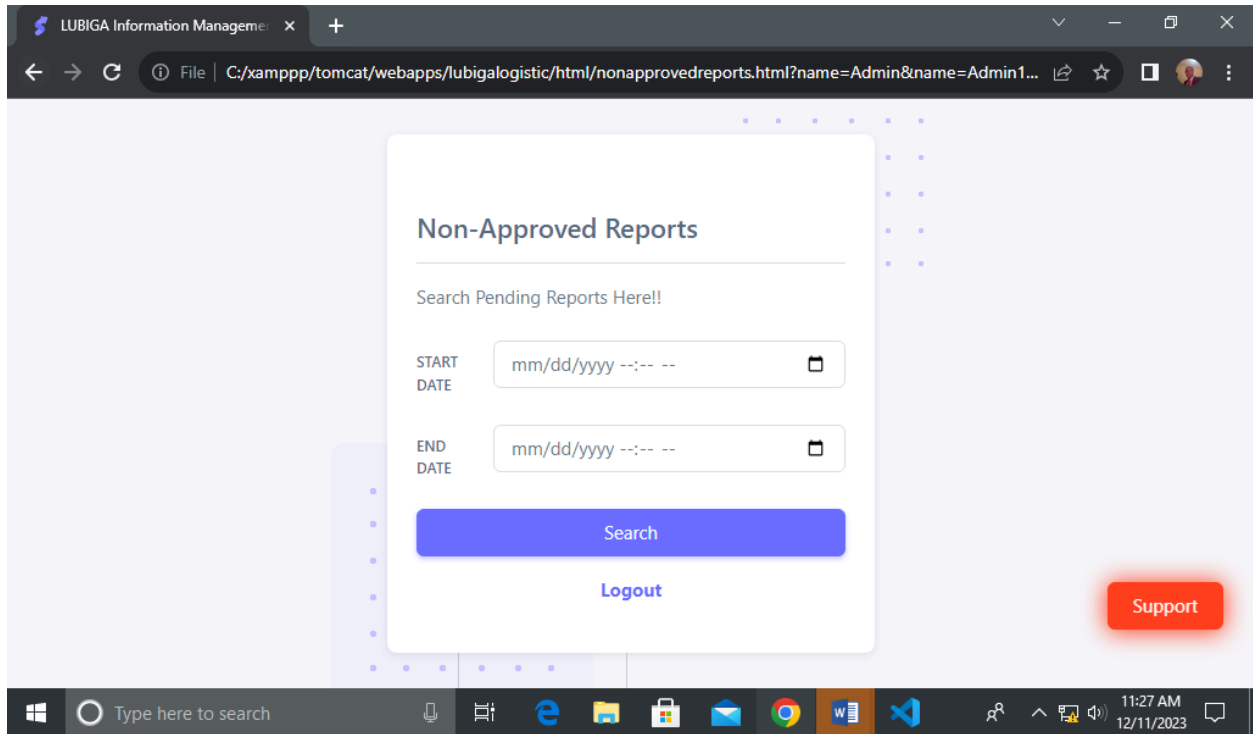 LUBIGA Information Manageme
File | C:/xamppp/tomcat/webapps/lubigalogistic/html/nonapprovedreports.html?name=Admin&name=Admin1...
Non-Approved Reports
Search Pending Reports Here!!
START
DATE
mm/dd/yyyy --:-- --
END
DATE
mm/dd/yyyy --:-- --
Search
Logout
Support
Type here to search
11:27 AM
12/11/2023